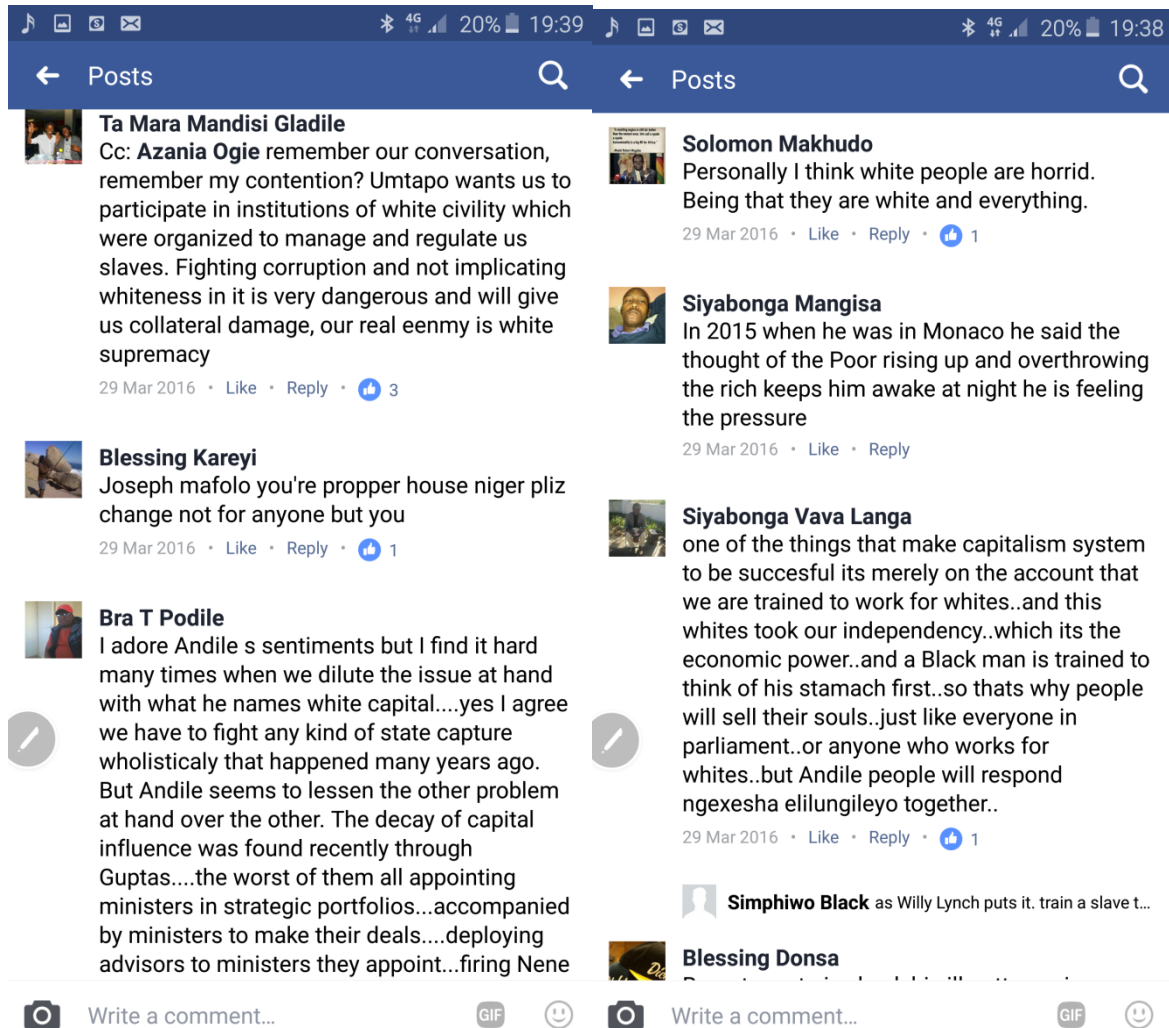 20% 19:39
Posts
Ta Mara Mandisi Gladile
Cc: Azania Ogie remember our conversation,
remember my contention? Umtapo wants us to
participate in institutions of white civility which
were organized to manage and regulate us
slaves. Fighting corruption and not implicating
whiteness in it is very dangerous and will give
us collateral damage, our real eenmy is white
supremacy
29 Mar 2016 • Like • Reply • 3
Blessing Kareyi
Joseph mafolo you're propper house niger pliz
change not for anyone but you
29 Mar 2016 • Like • Reply • 1
Bra T Podile
I adore Andile s sentiments but I find it hard
many times when we dilute the issue at hand
with what he names white capital....yes I agree
we have to fight any kind of state capture
wholisticaly that happened many years ago.
But Andile seems to lessen the other problem
at hand over the other. The decay of capital
influence was found recently through
Guptas....the worst of them all appointing
ministers in strategic portfolios...accompanied
by ministers to make their deals....deploying
advisors to ministers they appoint...firing Nene
Write a comment...
GIF
4G 20% 19:38
Posts
Solomon Makhudo
Personally I think white people are horrid.
Being that they are white and everything.
29 Mar 2016 • Like • Reply • 1
Siyabonga Mangisa
In 2015 when he was in Monaco he said the
thought of the Poor rising up and overthrowing
the rich keeps him awake at night he is feeling
the pressure
29 Mar 2016 • Like • Reply
Siyabonga Vava Langa
one of the things that make capitalism system
to be succesful its merely on the account that
we are trained to work for whites..and this
whites took our independency..which its the
economic power..and a Black man is trained to
think of his stamach first..so thats why people
will sell their souls..just like everyone in
parliament..or anyone who works for
whites..but Andile people will respond
ngexesha elilungileyo together..
29 Mar 2016 • Like • Reply • 1
Simphiwo Black as Willy Lynch puts it. train a slave t...
Blessing Donsa
Write a comment...
GIF